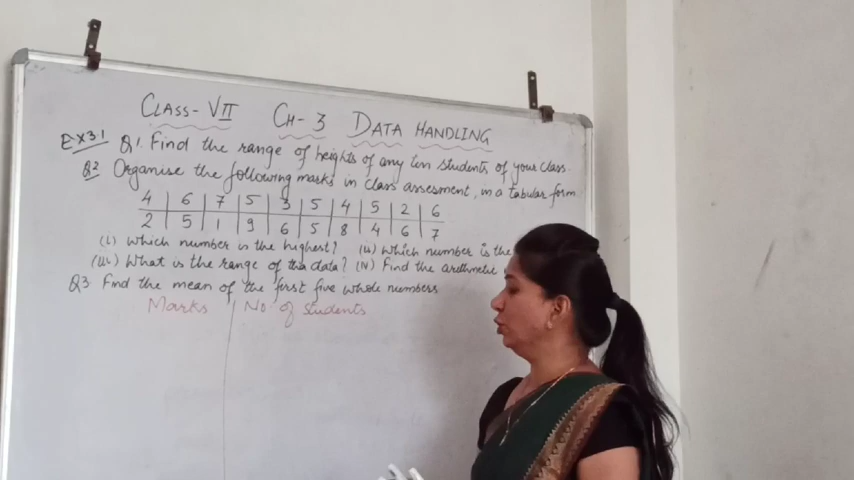 CLASS-VII CH-3 DATA HANDLING
EX3.1 Q1. Find the range of heights of any ten students of your class.
Q2 Organise the following marks in class assesment, in a tabular form
4 | 6 | 7 | 5 | 3 | 5 | 4 | 5 | 2 | 6
2 | 5 | 1 | 9 | 6 | 5 | 8 | 4 | 6 | 7
(i) Which number is the highest? (ii) Which number is the
(iii) What is the range of the data? (IV) Find the arithmetic
Q3 Find the mean of the first five whole numbers
Marks | No of students